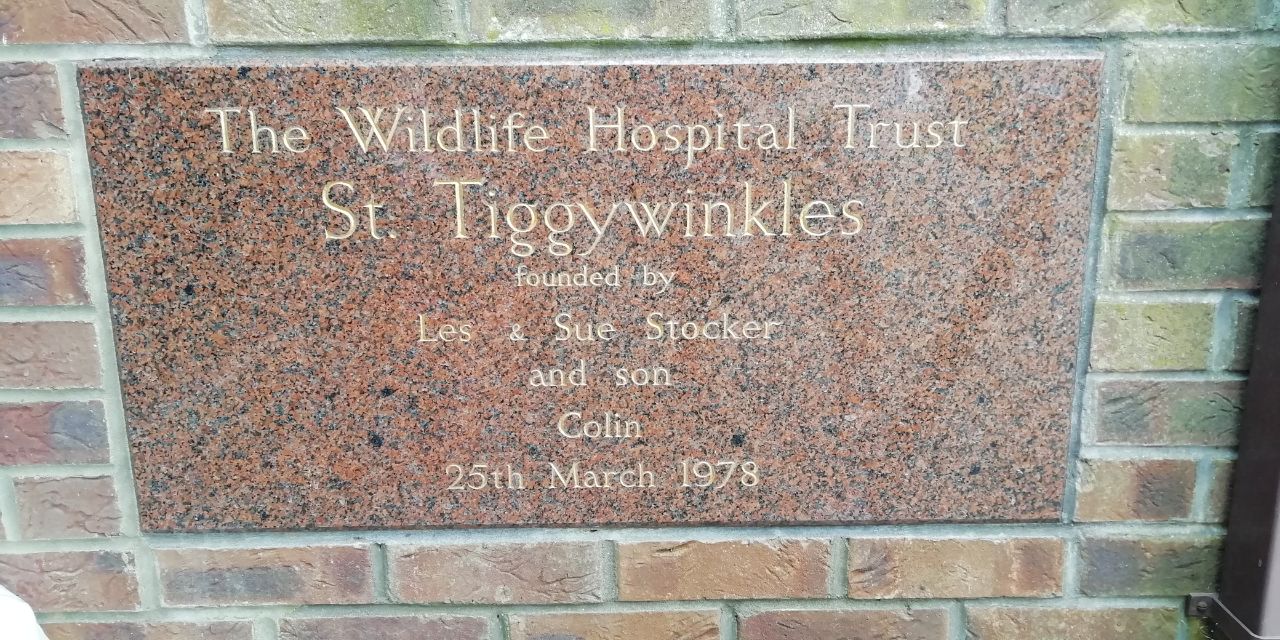 The Wildlife Hospital Trust
St. Tiggywinkles
founded by
Les & Sue Stocker
and son
Colin
25th March 1978